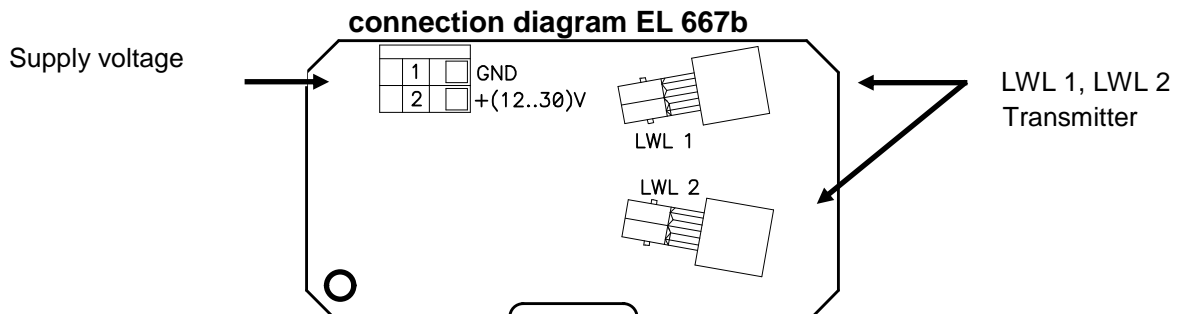 connection diagram EL 667b
Supply voltage
1 GND
2 +(12..30)V
LWL 1
LWL 2
LWL 1, LWL 2
Transmitter